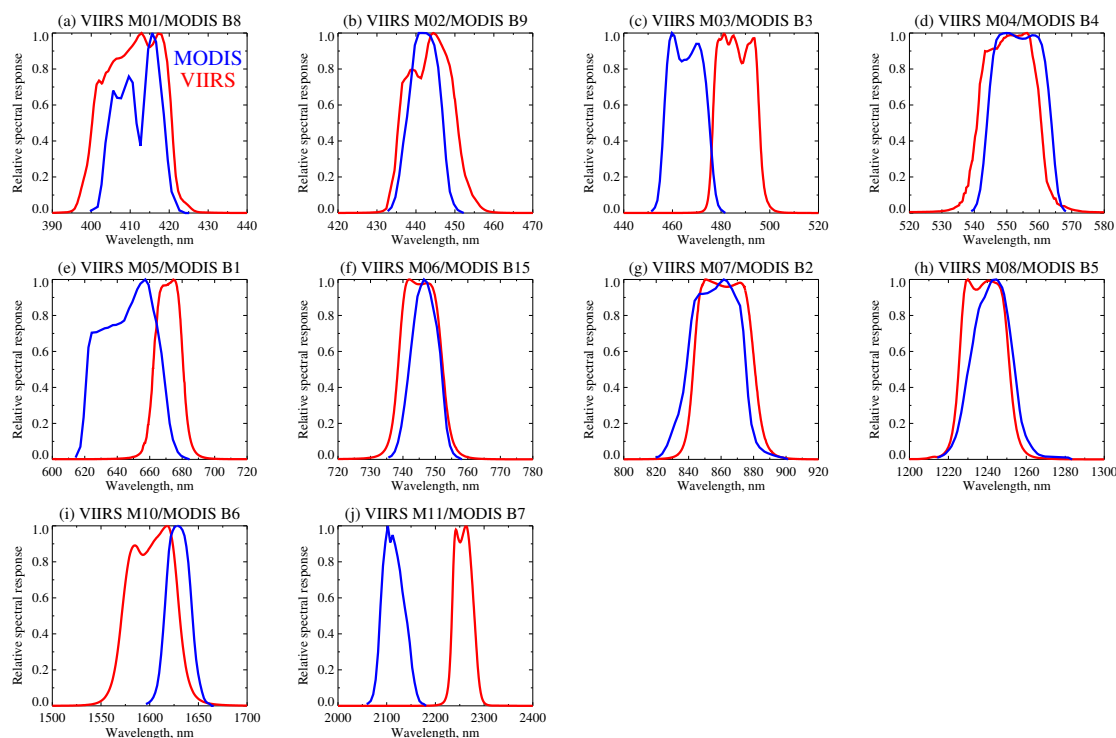 (a) VIIRS M01/MODIS B8
(b) VIIRS M02/MODIS B9
(c) VIIRS M03/MODIS B3
(d) VIIRS M04/MODIS B4
Relative spectral response
1.0
0.8
0.6
0.4
0.2
0.0
MODIS
VIIRS
390 400 410 420 430 440
Wavelength, nm
Relative spectral response
1.0
0.8
0.6
0.4
0.2
0.0
420 430 440 450 460 470
Wavelength, nm
Relative spectral response
1.0
0.8
0.6
0.4
0.2
0.0
440 460 480 500 520
Wavelength, nm
Relative spectral response
1.0
0.8
0.6
0.4
0.2
0.0
520 530 540 550 560 570 580
Wavelength, nm
(e) VIIRS M05/MODIS B1
(f) VIIRS M06/MODIS B15
(g) VIIRS M07/MODIS B2
(h) VIIRS M08/MODIS B5
Relative spectral response
1.0
0.8
0.6
0.4
0.2
0.0
600 620 640 660 680 700 720
Wavelength, nm
Relative spectral response
1.0
0.8
0.6
0.4
0.2
0.0
720 730 740 750 760 770 780
Wavelength, nm
Relative spectral response
1.0
0.8
0.6
0.4
0.2
0.0
800 820 840 860 880 900 920
Wavelength, nm
Relative spectral response
1.0
0.8
0.6
0.4
0.2
0.0
1200 1220 1240 1260 1280 1300
Wavelength, nm
(i) VIIRS M10/MODIS B6
(j) VIIRS M11/MODIS B7
Relative spectral response
1.0
0.8
0.6
0.4
0.2
0.0
1500 1550 1600 1650 1700
Wavelength, nm
Relative spectral response
1.0
0.8
0.6
0.4
0.2
0.0
2000 2100 2200 2300 2400
Wavelength, nm